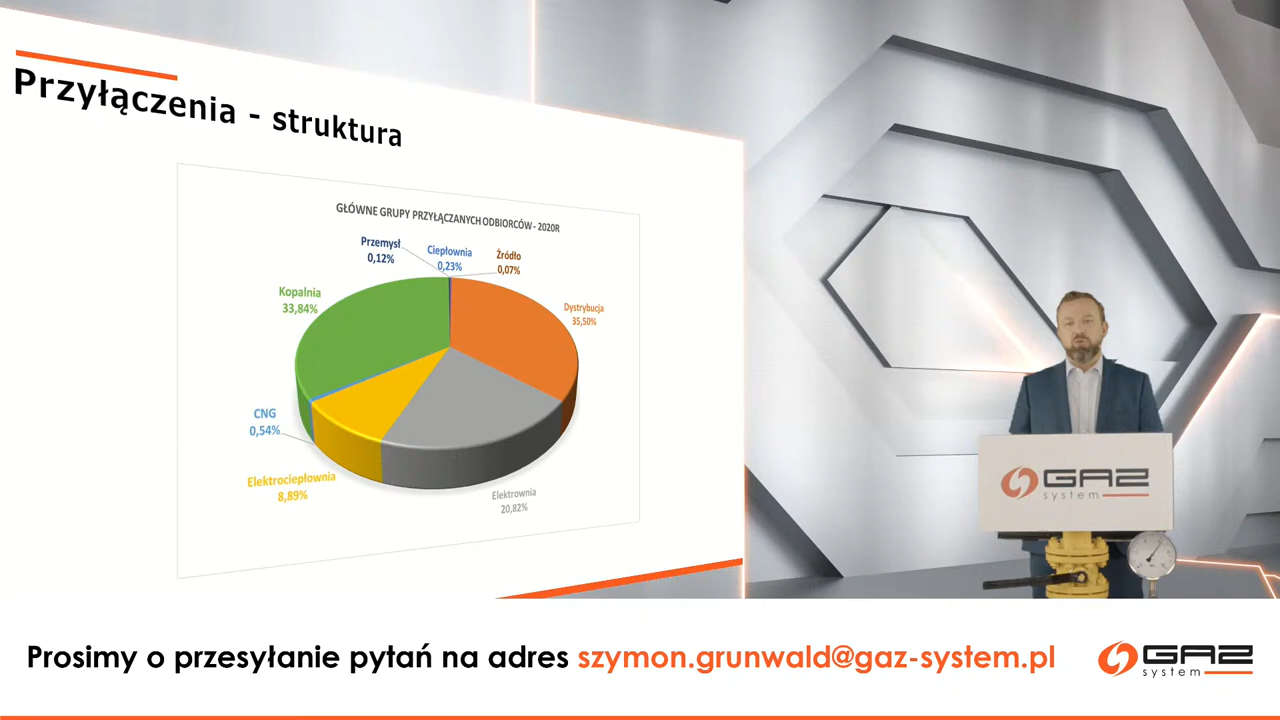 Przyłączenia - struktura
GŁÓWNE GRUPY PRZYŁĄCZANYCH ODBIORCÓW - 2020R
Przemysł
0,12%
Ciepłownia
0,23%
Źródło
0,07%
Kopalnia
33,84%
Dystrybucja
35,50%
CNG
0,54%
Elektrociepłownia
8,89%
Elektrownia
20,82%
GAZ
system
Prosimy o przesyłanie pytań na adres szymon.grunwald@gaz-system.pl
GAZ
system